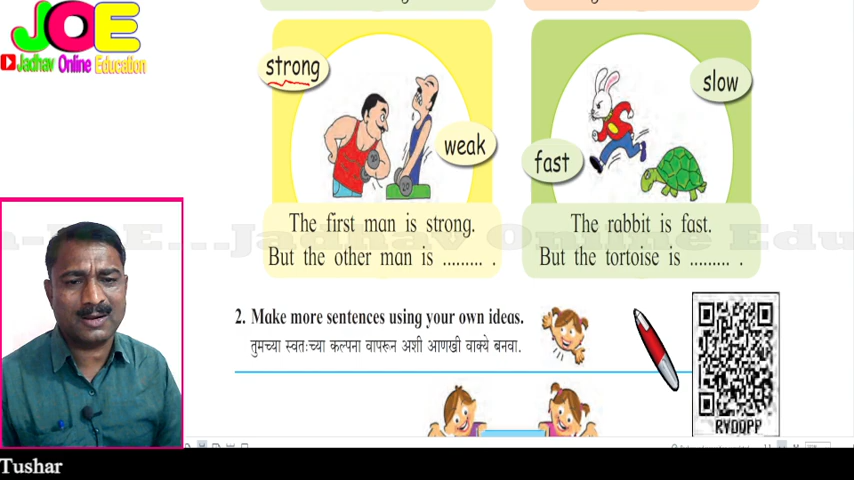 JOE
Jadhav Online Education
strong
weak
slow
fast
The first man is strong.
But the other man is ......... .
The rabbit is fast.
But the tortoise is ......... .
2. Make more sentences using your own ideas.
तुमच्या स्वतःच्या कल्पना वापरून अशी आणखी वाक्ये बनवा.
Tushar